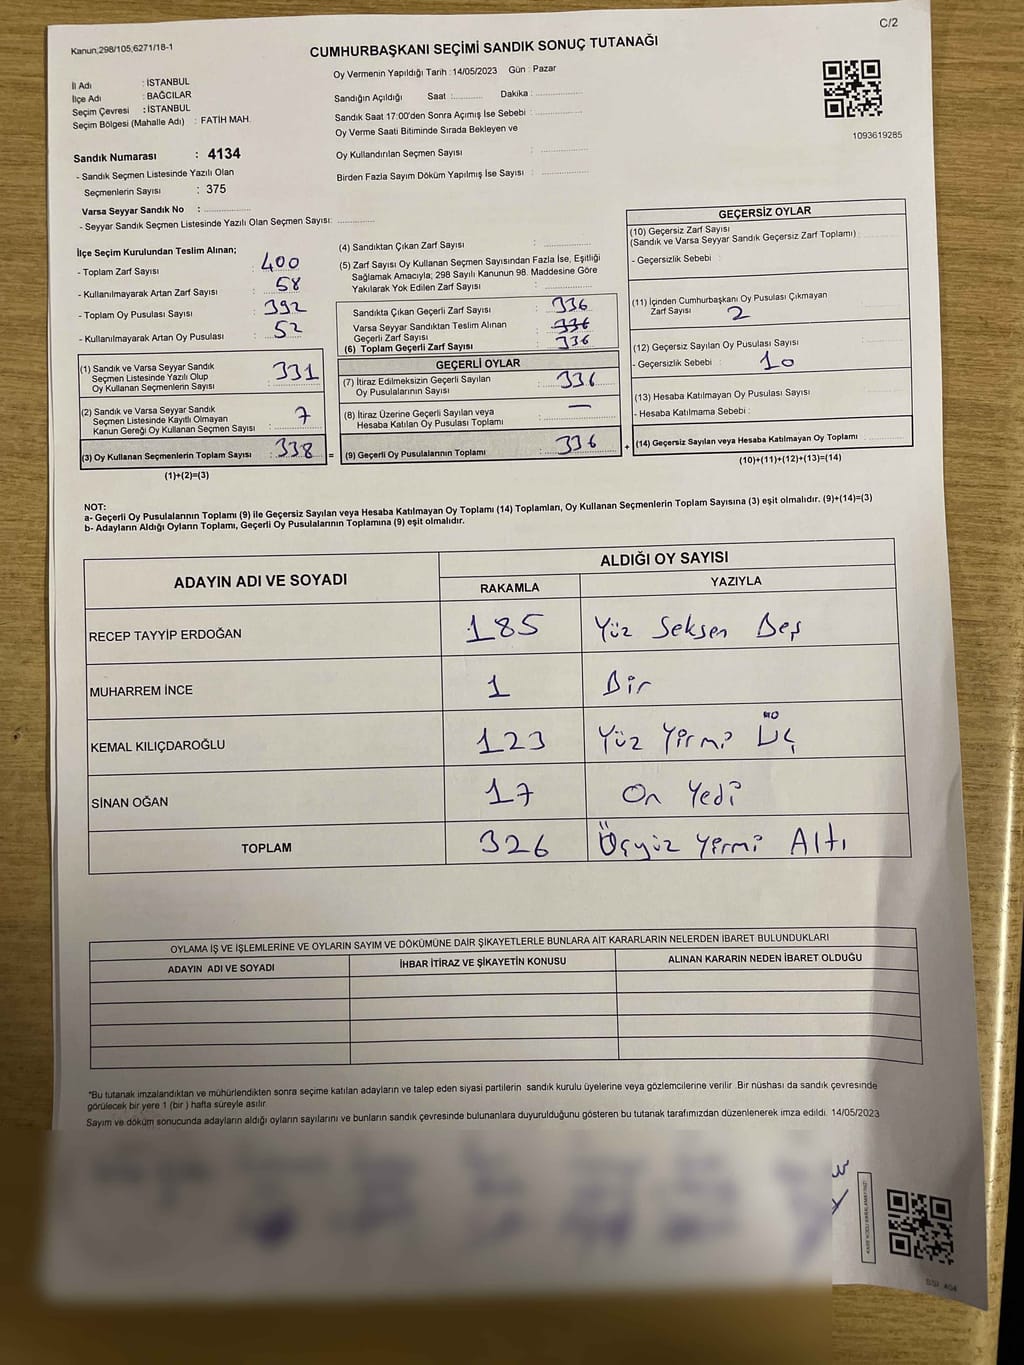 C/2
Kanun;298/105;6271/18-1
CUMHURBAŞKANI SEÇİMİ SANDIK SONUÇ TUTANAĞI
Oy Vermenin Yapıldığı Tarih : 14/05/2023 Gün : Pazar
İl Adı : İSTANBUL
İlçe Adı : BAĞCILAR
Seçim Çevresi : İSTANBUL
Seçim Bölgesi (Mahalle Adı) : FATİH MAH.
Sandığın Açıldığı Saat : Dakika :
Sandık Saat 17:00'den Sonra Açımış İse Sebebi :
Oy Verme Saati Bitiminde Sırada Bekleyen ve
Oy Kullandırılan Seçmen Sayısı :
Birden Fazla Sayım Döküm Yapılmış İse Sayısı :
1093619285
Sandık Numarası : 4134
- Sandık Seçmen Listesinde Yazılı Olan
Seçmenlerin Sayısı : 375
Varsa Seyyar Sandık No :
- Seyyar Sandık Seçmen Listesinde Yazılı Olan Seçmen Sayısı:
İlçe Seçim Kurulundan Teslim Alınan;
- Toplam Zarf Sayısı : 400
- Kullanılmayarak Artan Zarf Sayısı : 58
- Toplam Oy Pusulası Sayısı : 392
- Kullanılmayarak Artan Oy Pusulası : 52
(1) Sandık ve Varsa Seyyar Sandık
Seçmen Listesinde Yazılı Olup
Oy Kullanan Seçmenlerin Sayısı : 331
(2) Sandık ve Varsa Seyyar Sandık
Seçmen Listesinde Kayıtlı Olmayan
Kanun Gereği Oy Kullanan Seçmen Sayısı : 7
(3) Oy Kullanan Seçmenlerin Toplam Sayısı : 338 =
(1)+(2)=(3)
(4) Sandıktan Çıkan Zarf Sayısı :
(5) Zarf Sayısı Oy Kullanan Seçmen Sayısından Fazla İse, Eşitliği
Sağlamak Amacıyla; 298 Sayılı Kanunun 98. Maddesine Göre
Yakılarak Yok Edilen Zarf Sayısı :
Sandıkta Çıkan Geçerli Zarf Sayısı : 336
Varsa Seyyar Sandıktan Teslim Alınan
Geçerli Zarf Sayısı : 336
(6) Toplam Geçerli Zarf Sayısı : 336
GEÇERLİ OYLAR
(7) İtiraz Edilmeksizin Geçerli Sayılan
Oy Pusulalarının Sayısı : 336
(8) İtiraz Üzerine Geçerli Sayılan veya
Hesaba Katılan Oy Pusulası Toplamı : —
(9) Geçerli Oy Pusulalarının Toplamı : 336 +
GEÇERSİZ OYLAR
(10) Geçersiz Zarf Sayısı
(Sandık ve Varsa Seyyar Sandık Geçersiz Zarf Toplamı) :
- Geçersizlik Sebebi :
(11) İçinden Cumhurbaşkanı Oy Pusulası Çıkmayan
Zarf Sayısı : 2
(12) Geçersiz Sayılan Oy Pusulası Sayısı :
- Geçersizlik Sebebi : 10
(13) Hesaba Katılmayan Oy Pusulası Sayısı :
- Hesaba Katılmama Sebebi :
(14) Geçersiz Sayılan veya Hesaba Katılmayan Oy Toplamı :
(10)+(11)+(12)+(13)=(14)
NOT:
a- Geçerli Oy Pusulalarının Toplamı (9) ile Geçersiz Sayılan veya Hesaba Katılmayan Oy Toplamı (14) Toplamları, Oy Kullanan Seçmenlerin Toplam Sayısına (3) eşit olmalıdır. (9)+(14)=(3)
b- Adayların Aldığı Oyların Toplamı, Geçerli Oy Pusulalarının Toplamına (9) eşit olmalıdır.
ADAYIN ADI VE SOYADI
ALDIĞI OY SAYISI
RAKAMLA YAZIYLA
RECEP TAYYİP ERDOĞAN 185 Yüz Seksen Beş
MUHARREM İNCE 1 Bir
KEMAL KILIÇDAROĞLU 123 Yüz Yirmi Üç
SİNAN OĞAN 17 On Yedi
TOPLAM 326 Üçyüz Yirmi Altı
OYLAMA İŞ VE İŞLEMLERİNE VE OYLARIN SAYIM VE DÖKÜMÜNE DAİR ŞİKAYETLERLE BUNLARA AİT KARARLARIN NELERDEN İBARET BULUNDUKLARI
ADAYIN ADI VE SOYADI İHBAR İTİRAZ VE ŞİKAYETİN KONUSU ALINAN KARARIN NEDEN İBARET OLDUĞU
*Bu tutanak imzalandıktan ve mühürlendikten sonra seçime katılan adayların ve talep eden siyasi partilerin sandık kurulu üyelerine veya gözlemcilerine verilir. Bir nüshası da sandık çevresinde
görülecek bir yere 1 (bir ) hafta süreyle asılır.
Sayım ve döküm sonucunda adayların aldığı oyların sayılarını ve bunların sandık çevresinde bulunanlara duyurulduğunu gösteren bu tutanak tarafımızdan düzenlenerek imza edildi. 14/05/2023